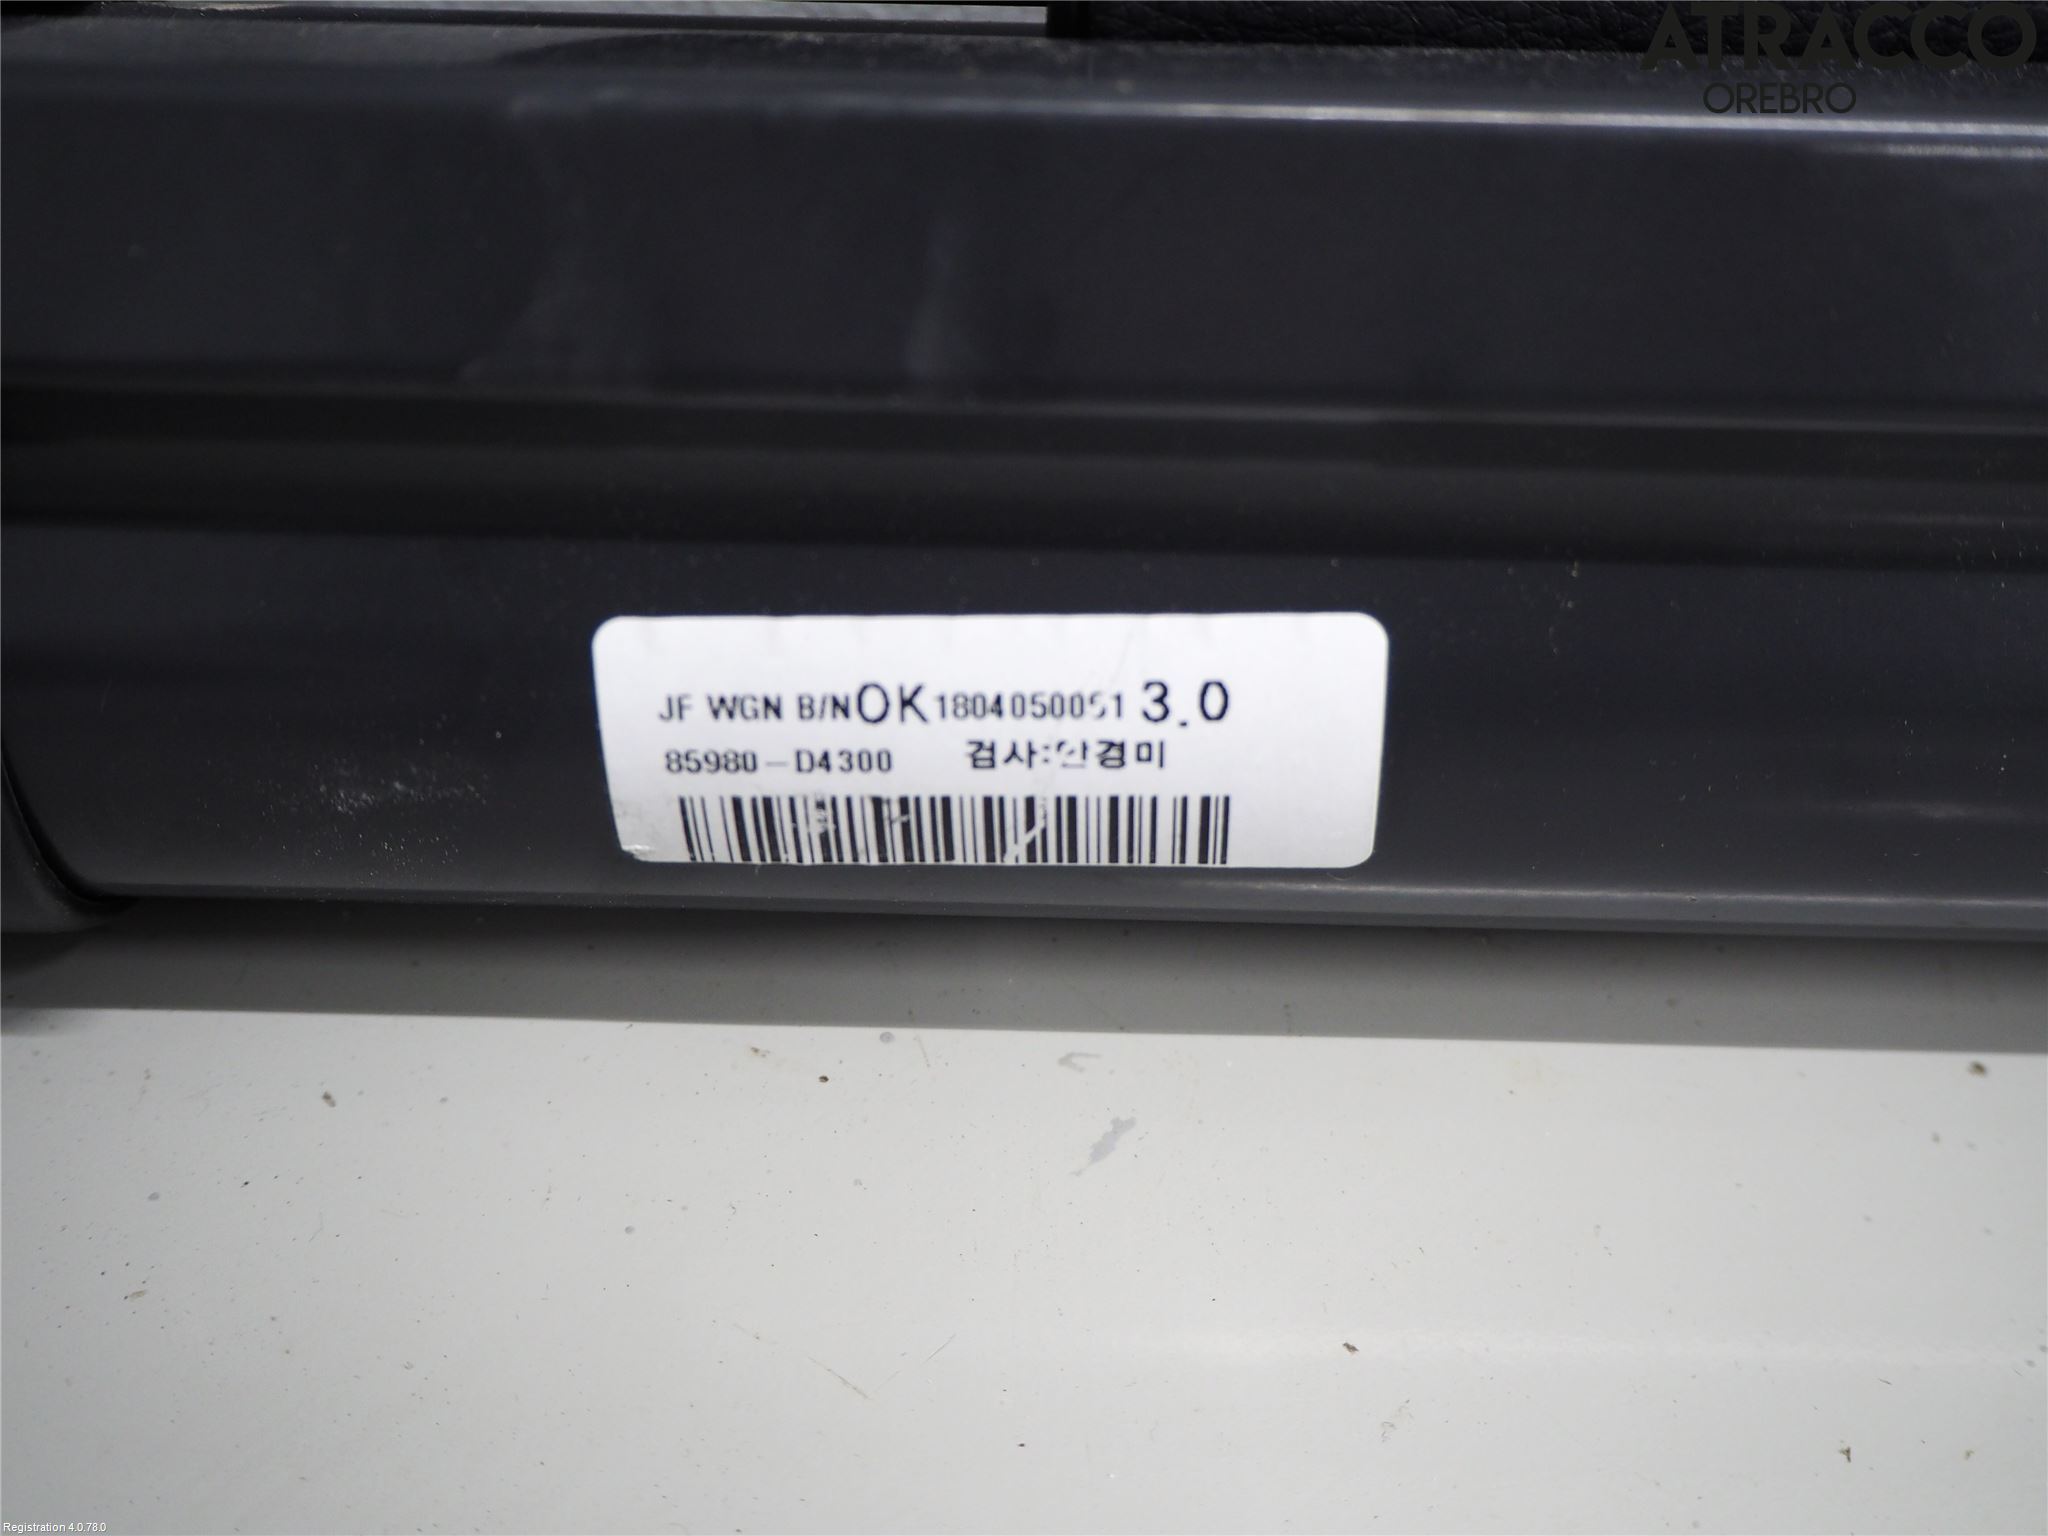 ATRACCO
ÖREBRO
JF WGN B/N OK 1804050051 3.0
85980-D4300 검사:안경미
Registration 4.0.78.0